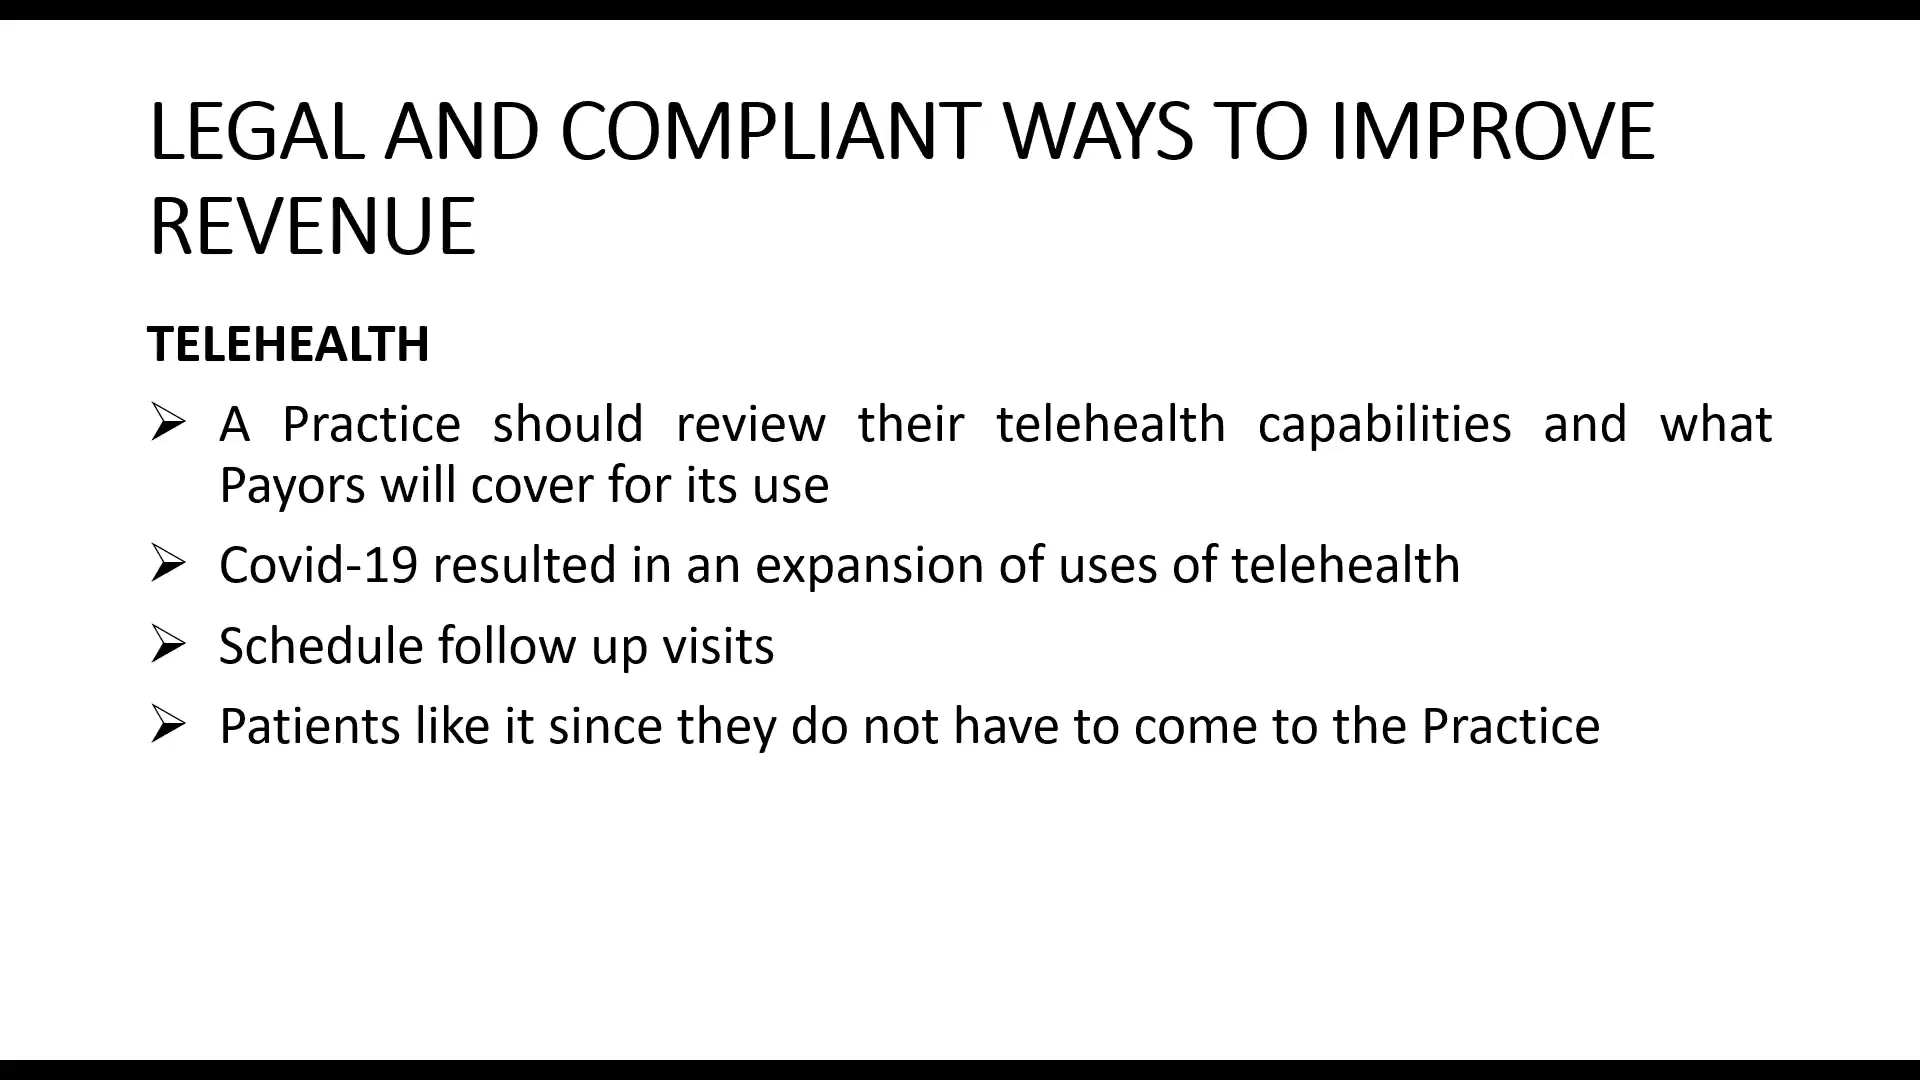 LEGAL AND COMPLIANT WAYS TO IMPROVE
REVENUE
TELEHEALTH
➢ A Practice should review their telehealth capabilities and what
Payors will cover for its use
➢ Covid-19 resulted in an expansion of uses of telehealth
➢ Schedule follow up visits
➢ Patients like it since they do not have to come to the Practice